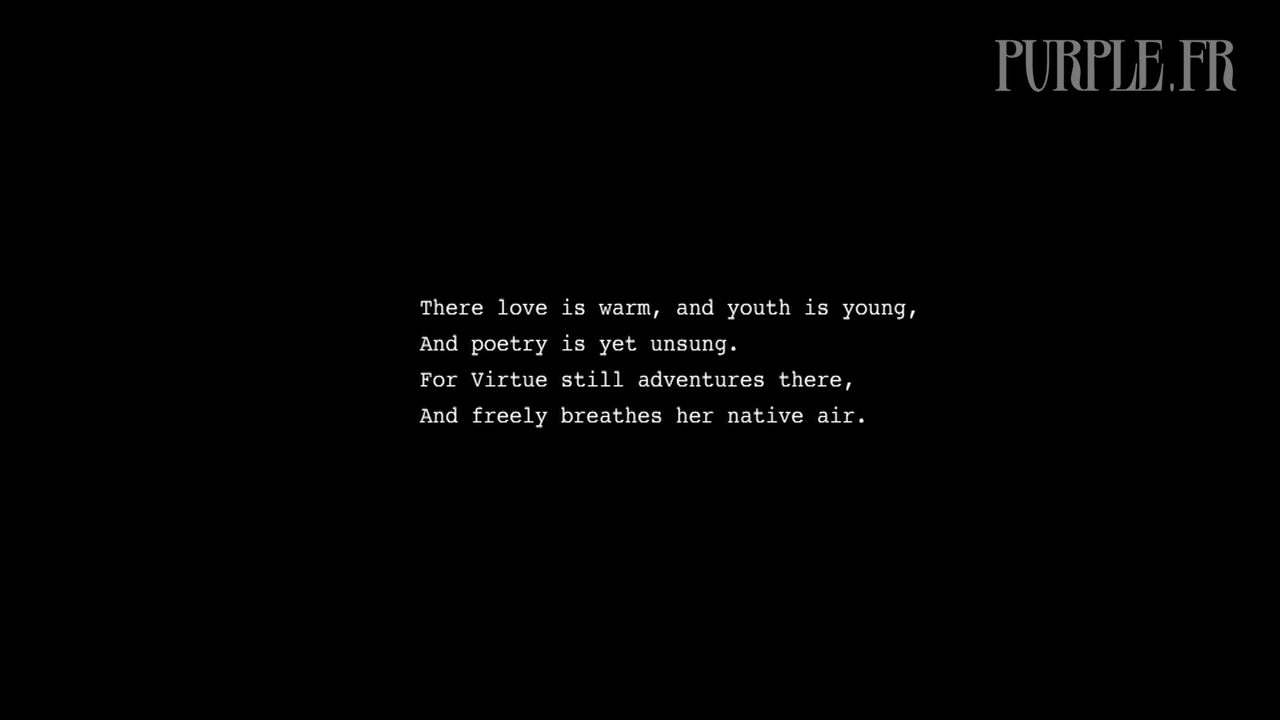 PURPLE.FR
There love is warm, and youth is young,
And poetry is yet unsung.
For Virtue still adventures there,
And freely breathes her native air.